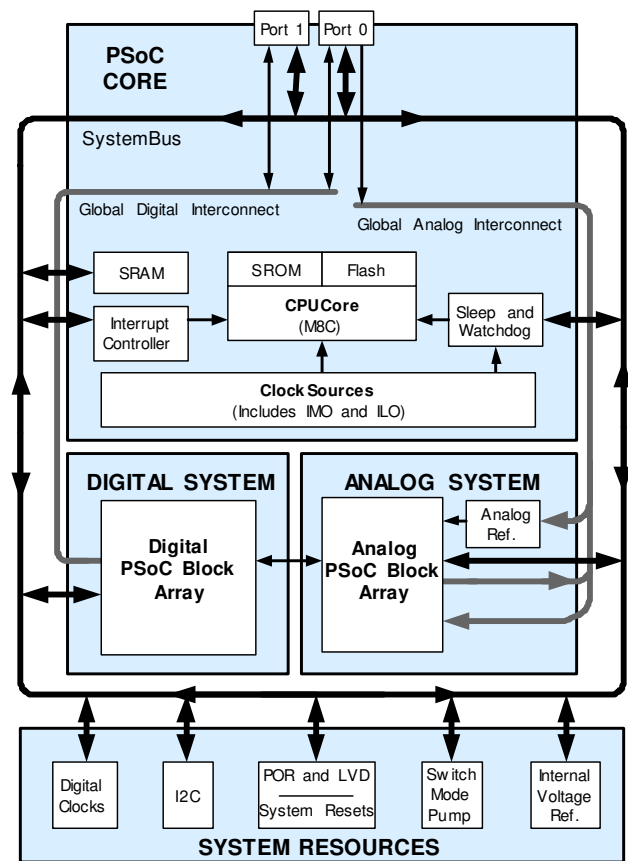 Port 1
Port 0
PSoC
CORE
SystemBus
Global Digital Interconnect
Global Analog Interconnect
SRAM
SROM
Flash
CPUCore
(M8C)
Interrupt
Controller
Sleep and
Watchdog
ClockSources
(Includes IMO and ILO)
DIGITAL SYSTEM
ANALOG SYSTEM
Digital
PSoC Block
Array
Analog
PSoC Block
Array
Analog
Ref.
Digital
Clocks
I2C
POR and LVD
System Resets
Switch
Mode
Pump
Internal
Voltage
Ref.
SYSTEM RESOURCES